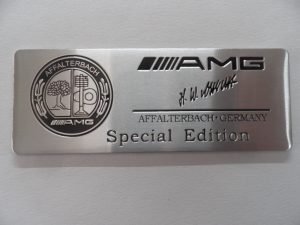 AFFALTERBACH
AMG
AMG
AFFALTERBACH·GERMANY
Special Edition